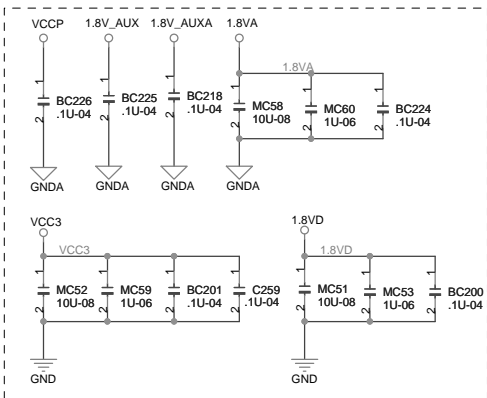 VCCP 1.8V_AUX 1.8V_AUXA 1.8VA
1.8VA
1 1 1 1 1 1
BC226 BC225 BC218 MC58 MC60 BC224
.1U-04 .1U-04 .1U-04 10U-08 1U-06 .1U-04
2 2 2 2 2 2
GNDA GNDA GNDA GNDA
VCC3 1.8VD
VCC3 1.8VD
1 1 1 1 1 1 1
MC52 MC59 BC201 C259 MC51 MC53 BC200
10U-08 1U-06 .1U-04 .1U-04 10U-08 1U-06 .1U-04
2 2 2 2 2 2 2
GND GND